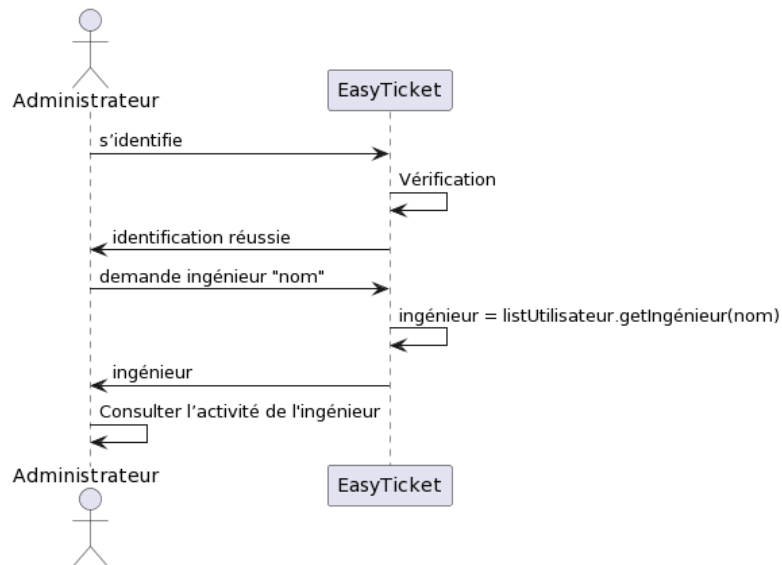 Administrateur
EasyTicket
s’identifie
Vérification
identification réussie
demande ingénieur "nom"
ingénieur = listUtilisateur.getIngénieur(nom)
ingénieur
Consulter l’activité de l'ingénieur
Administrateur
EasyTicket